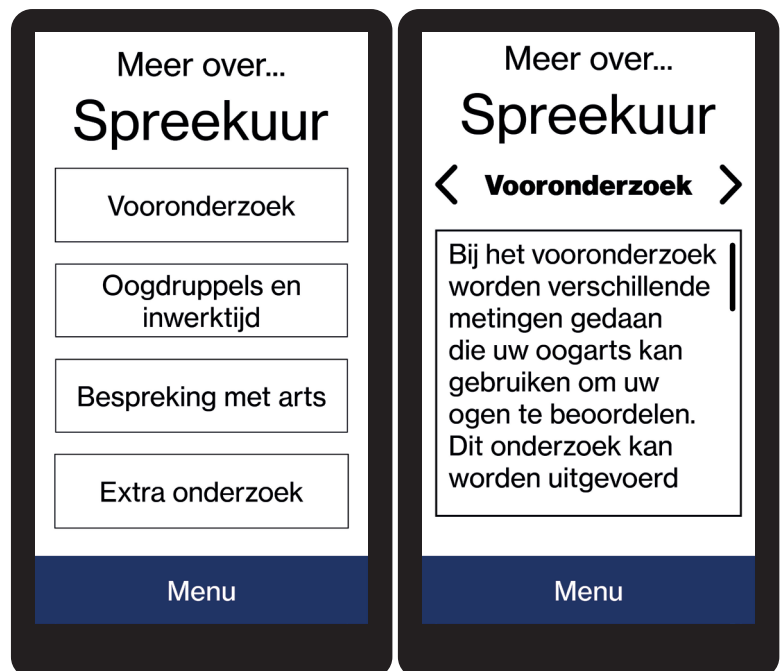 Meer over...
Spreekuur
Vooronderzoek
Oogdruppels en
inwerktijd
Bespreking met arts
Extra onderzoek
Menu
Meer over...
Spreekuur
Vooronderzoek
Bij het vooronderzoek
worden verschillende
metingen gedaan
die uw oogarts kan
gebruiken om uw
ogen te beoordelen.
Dit onderzoek kan
worden uitgevoerd
Menu